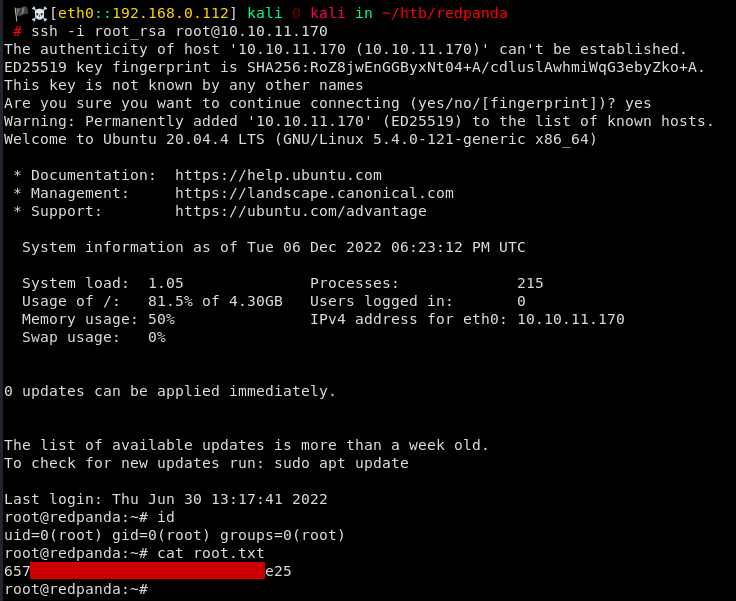 [eth0::192.168.0.112] kali Ø kali in ~/htb/redpanda
# ssh -i root_rsa root@10.10.11.170
The authenticity of host '10.10.11.170 (10.10.11.170)' can't be established.
ED25519 key fingerprint is SHA256:RoZ8jwEnGGByxNt04+A/cdluslAwhmiWqG3ebyZko+A.
This key is not known by any other names
Are you sure you want to continue connecting (yes/no/[fingerprint])? yes
Warning: Permanently added '10.10.11.170' (ED25519) to the list of known hosts.
Welcome to Ubuntu 20.04.4 LTS (GNU/Linux 5.4.0-121-generic x86_64)
* Documentation:  https://help.ubuntu.com
* Management:     https://landscape.canonical.com
* Support:        https://ubuntu.com/advantage
System information as of Tue 06 Dec 2022 06:23:12 PM UTC
System load:  1.05               Processes:             215
Usage of /:   81.5% of 4.30GB   Users logged in:       0
Memory usage: 50%               IPv4 address for eth0: 10.10.11.170
Swap usage:   0%
0 updates can be applied immediately.
The list of available updates is more than a week old.
To check for new updates run: sudo apt update
Last login: Thu Jun 30 13:17:41 2022
root@redpanda:~# id
uid=0(root) gid=0(root) groups=0(root)
root@redpanda:~# cat root.txt
657 e25
root@redpanda:~#